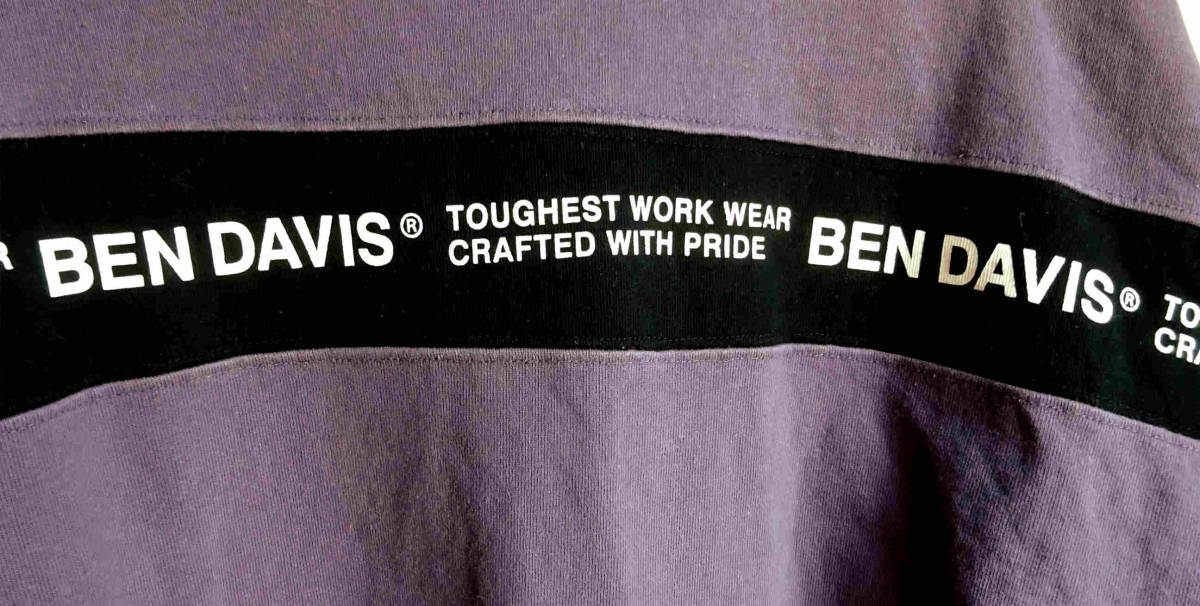 BEN DAVIS®
TOUGHEST WORK WEAR
CRAFTED WITH PRIDE
BEN DAVIS®